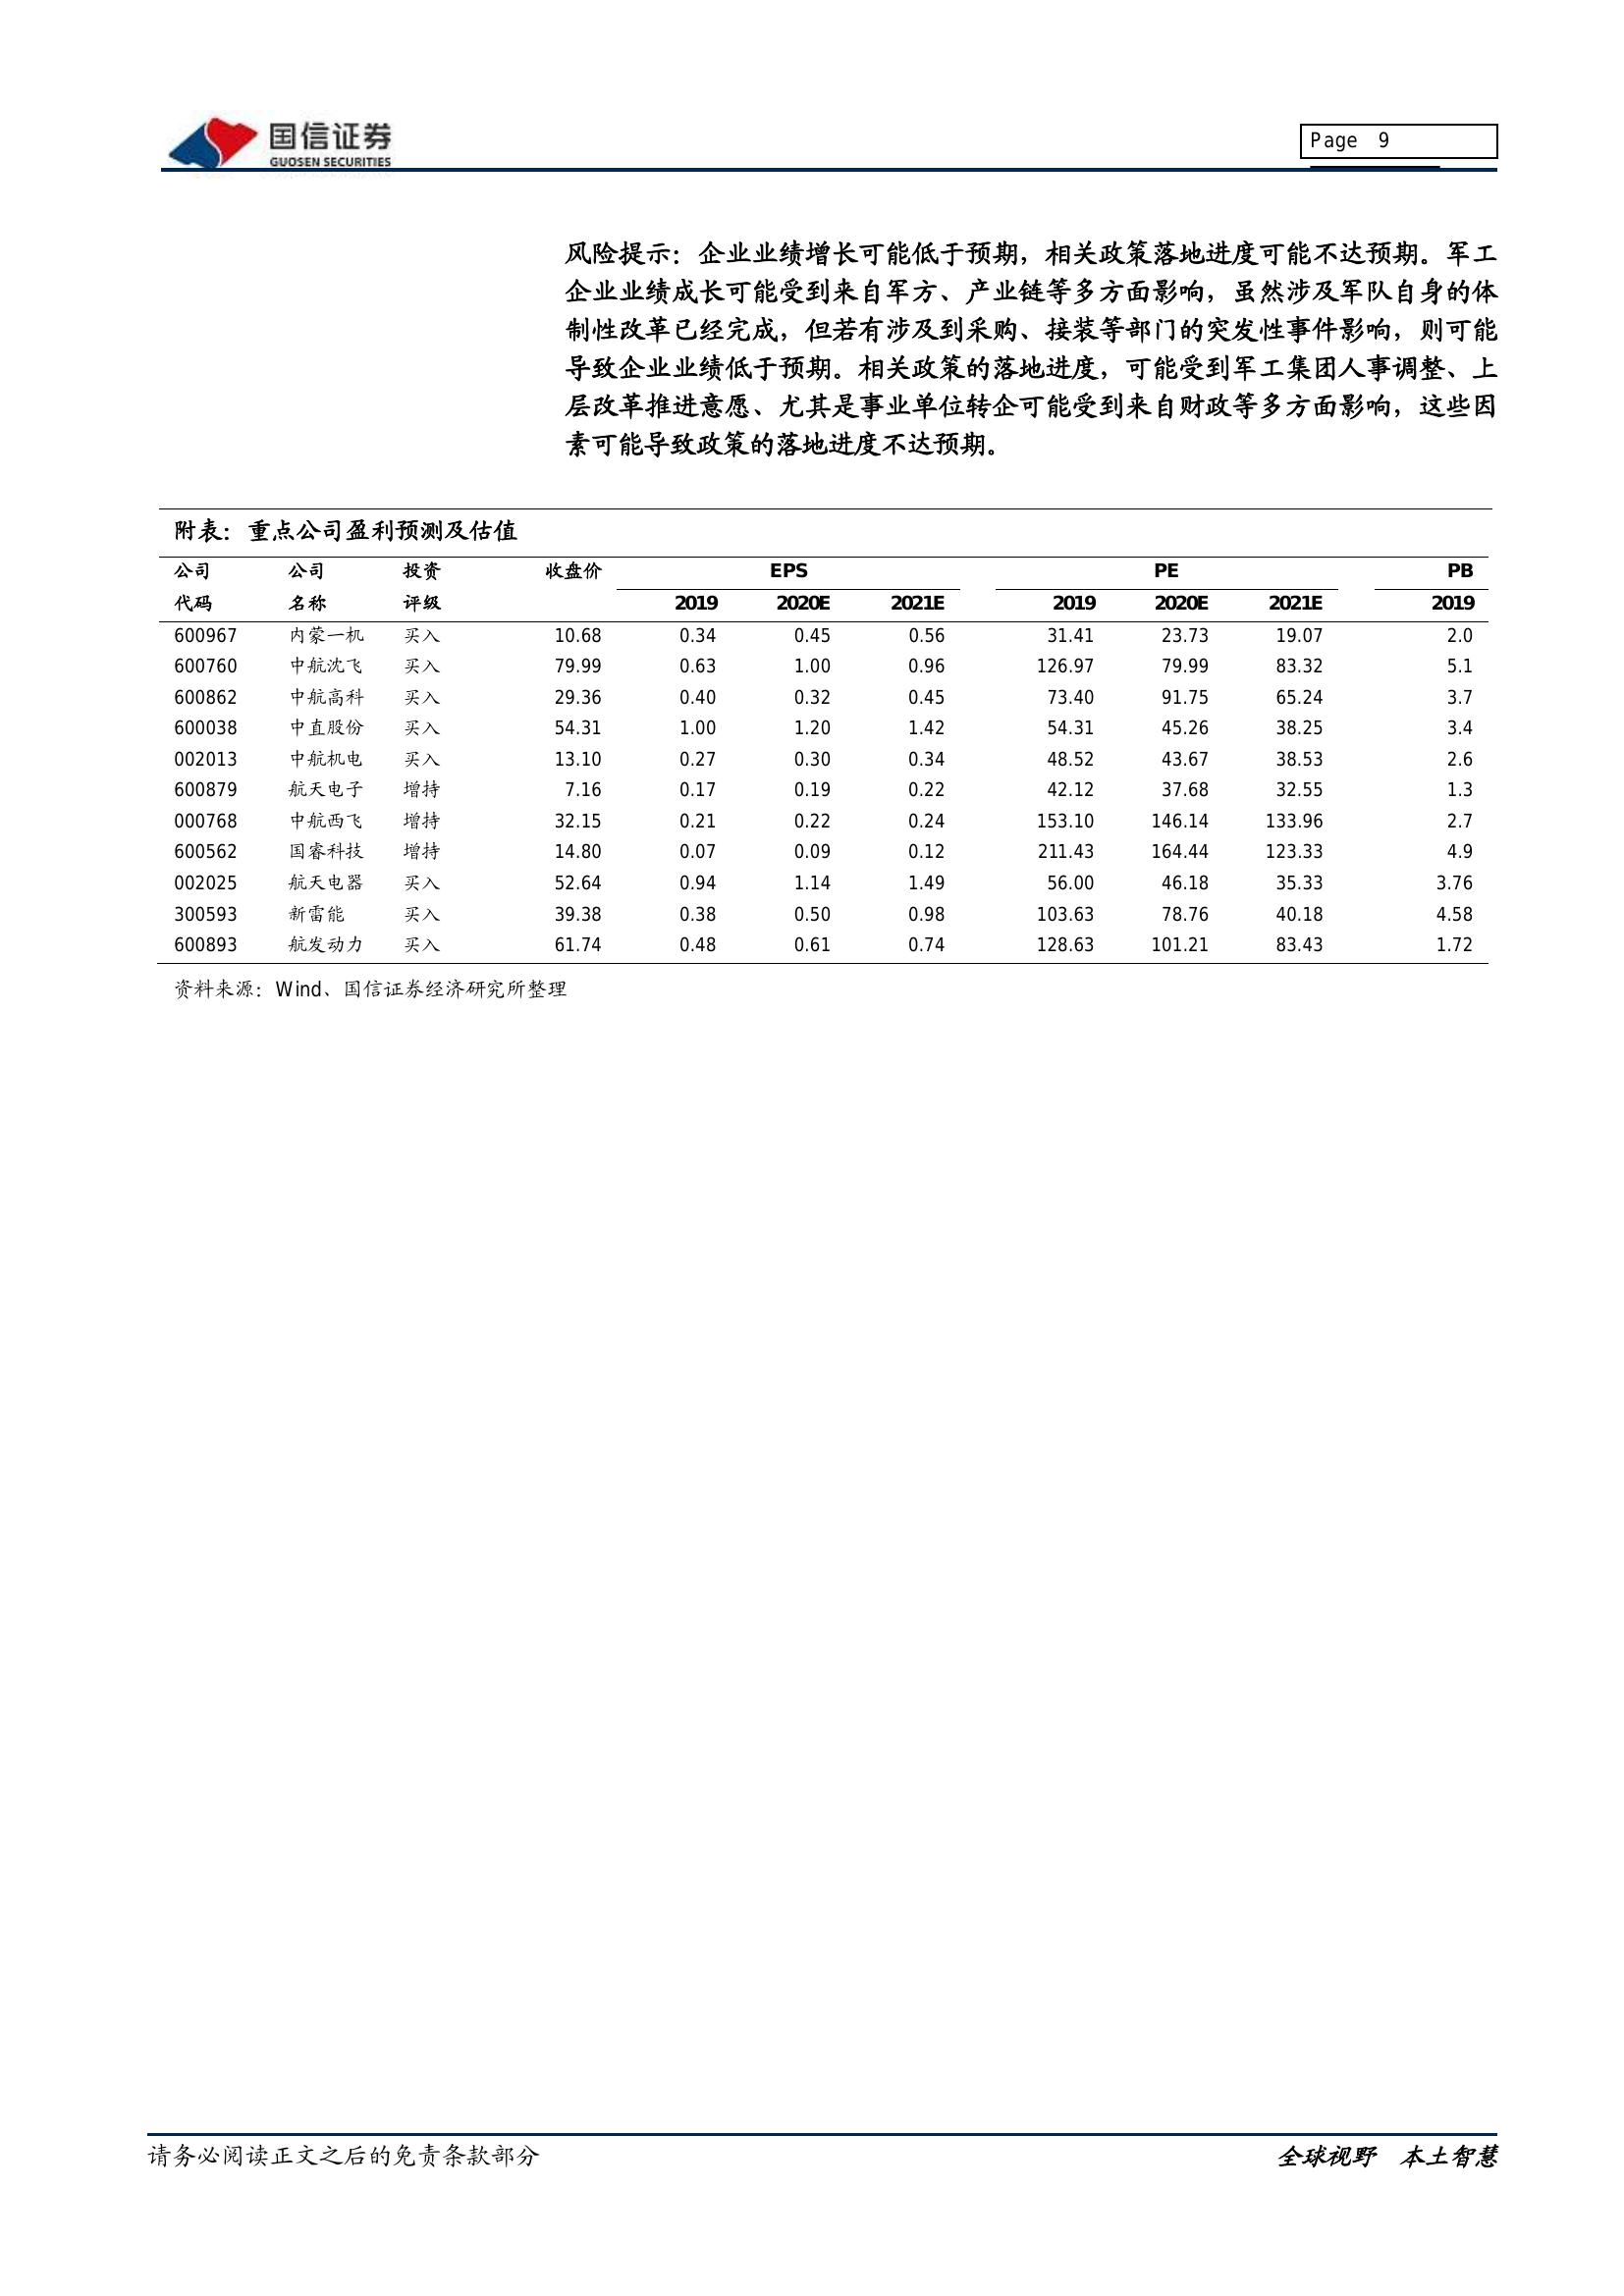 国信证券
GUOSEN SECURITIES
Page 9
风险提示：企业业绩增长可能低于预期，相关政策落地进度可能不达预期。军工
企业业绩成长可能受到来自军方、产业链等多方面影响，虽然涉及军队自身的体
制性改革已经完成，但若有涉及到采购、接装等部门的突发性事件影响，则可能
导致企业业绩低于预期。相关政策的落地进度，可能受到军工集团人事调整、上
层改革推进意愿、尤其是事业单位转企可能受到来自财政等多方面影响，这些因
素可能导致政策的落地进度不达预期。
附表：重点公司盈利预测及估值
公司 公司 投资 收盘价 EPS PE PB
代码 名称 评级 2019 2020E 2021E 2019 2020E 2021E 2019
600967 内蒙一机 买入 10.68 0.34 0.45 0.56 31.41 23.73 19.07 2.0
600760 中航沈飞 买入 79.99 0.63 1.00 0.96 126.97 79.99 83.32 5.1
600862 中航高科 买入 29.36 0.40 0.32 0.45 73.40 91.75 65.24 3.7
600038 中直股份 买入 54.31 1.00 1.20 1.42 54.31 45.26 38.25 3.4
002013 中航机电 买入 13.10 0.27 0.30 0.34 48.52 43.67 38.53 2.6
600879 航天电子 增持 7.16 0.17 0.19 0.22 42.12 37.68 32.55 1.3
000768 中航西飞 增持 32.15 0.21 0.22 0.24 153.10 146.14 133.96 2.7
600562 国睿科技 增持 14.80 0.07 0.09 0.12 211.43 164.44 123.33 4.9
002025 航天电器 买入 52.64 0.94 1.14 1.49 56.00 46.18 35.33 3.76
300593 新雷能 买入 39.38 0.38 0.50 0.98 103.63 78.76 40.18 4.58
600893 航发动力 买入 61.74 0.48 0.61 0.74 128.63 101.21 83.43 1.72
资料来源：Wind、国信证券经济研究所整理
请务必阅读正文之后的免责条款部分
全球视野 本土智慧